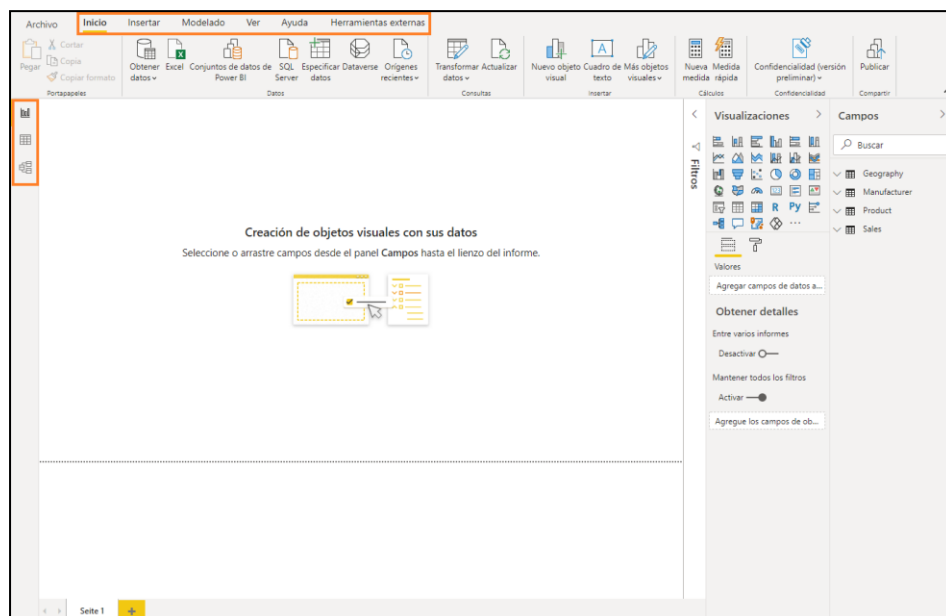 Archivo Inicio Insertar Modelado Ver Ayuda Herramientas externas
Pegar
Cortar
Copia
Copiar formato
Portapapeles
Obtener datos
Excel
Conjuntos de datos de Power BI
SQL Server
Especificar datos
Dataverse
Orígenes recientes
Datos
Transformar datos
Actualizar
Consultas
Nuevo objeto visual
Cuadro de texto
Más objetos visuales
Insertar
Nueva medida
Medida rápida
Cálculos
Confidencialidad (versión preliminar)
Confidencialidad
Publicar
Compartir
Creación de objetos visuales con sus datos
Seleccione o arrastre campos desde el panel Campos hasta el lienzo del informe.
Filtros
Visualizaciones
R Py
Valores
Agregar campos de datos a...
Obtener detalles
Entre varios informes
Desactivar
Mantener todos los filtros
Activar
Agregue los campos de ob...
Campos
Buscar
Geography
Manufacturer
Product
Sales
Seite 1